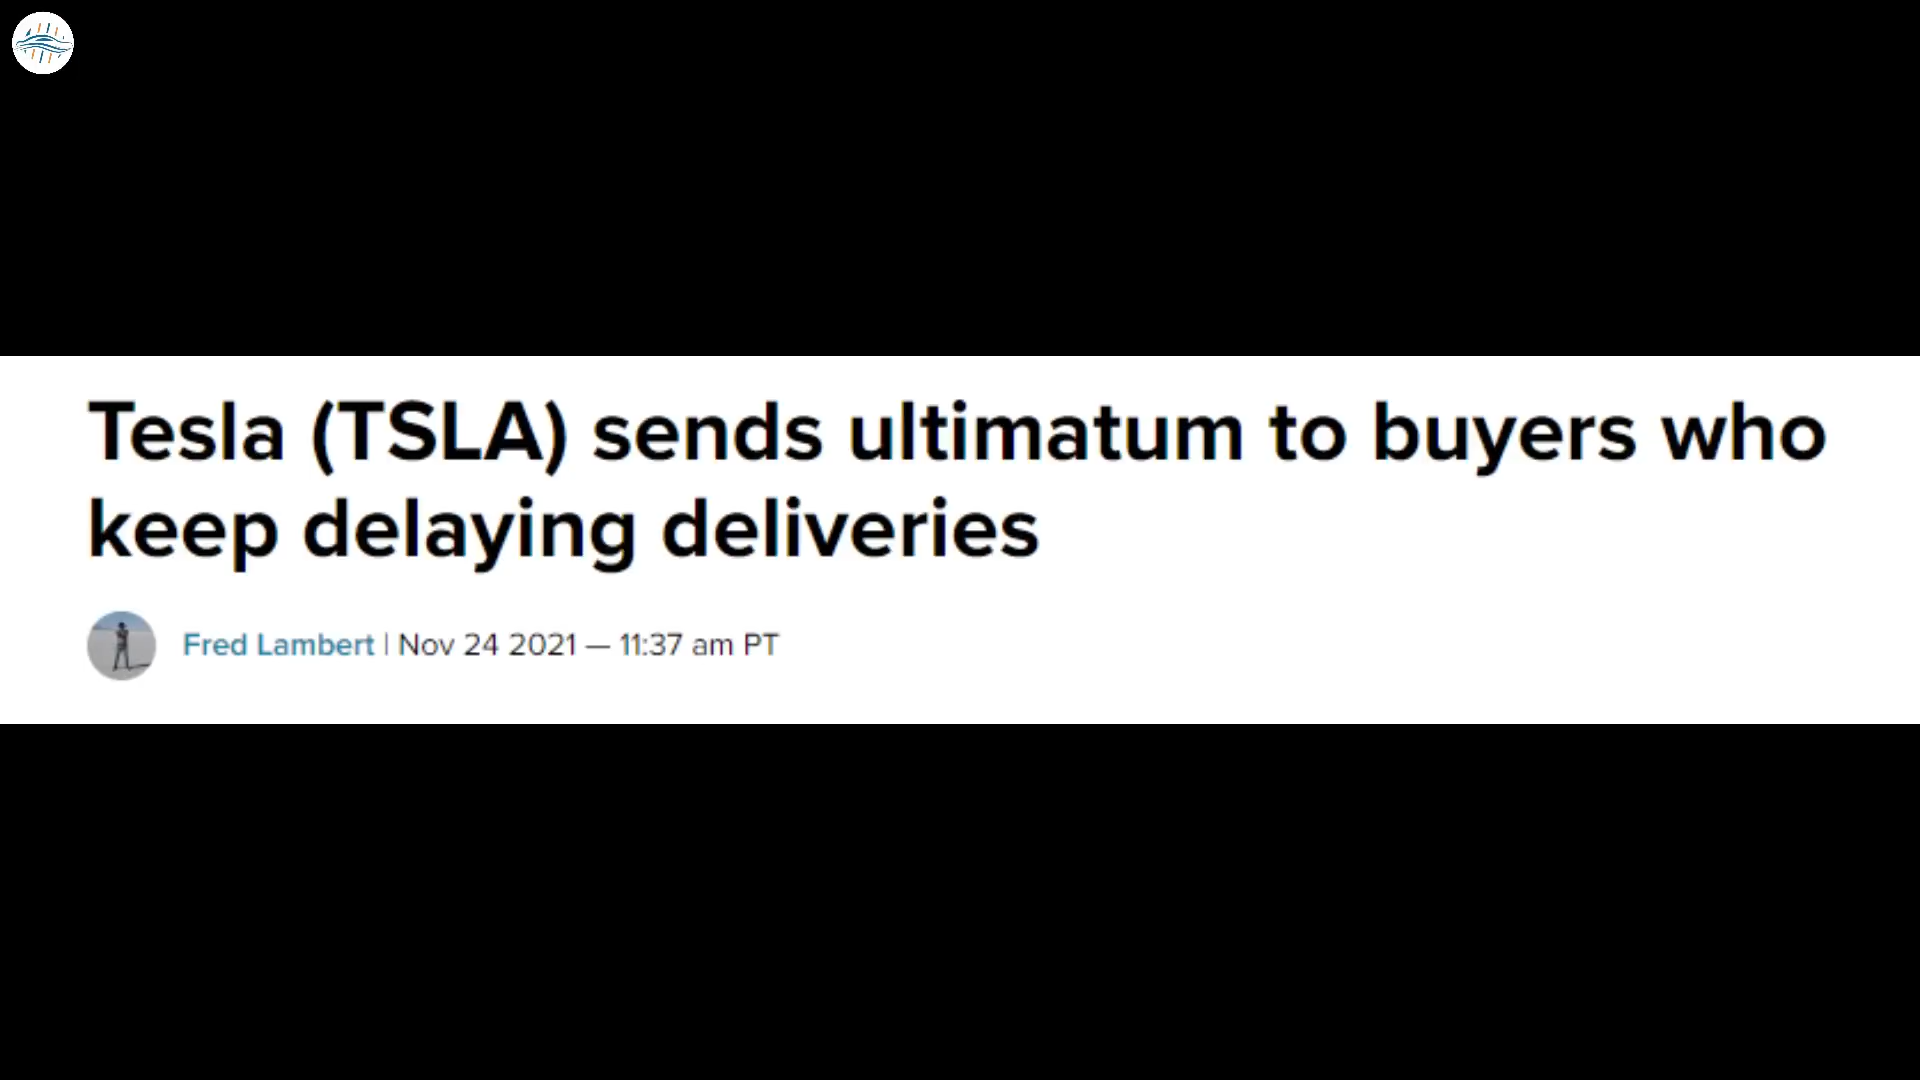 Tesla (TSLA) sends ultimatum to buyers who
keep delaying deliveries
Fred Lambert | Nov 24 2021 — 11:37 am PT